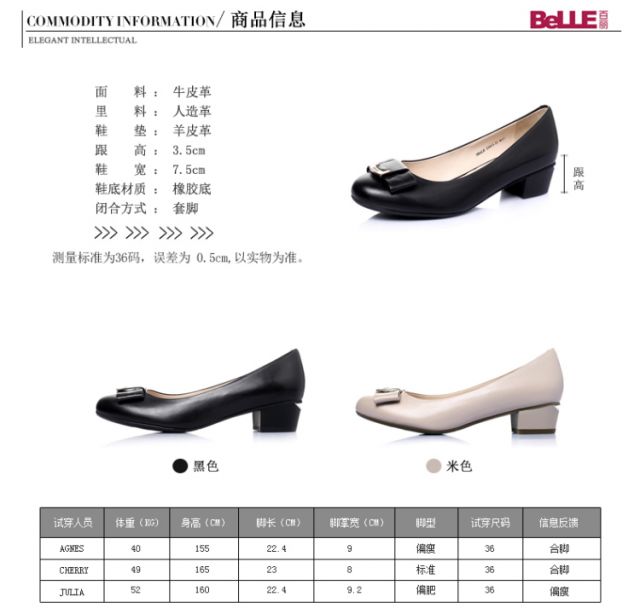 COMMODITY INFORMATION/ 商品信息
BeLLE 百丽
ELEGANT INTELLECTUAL
面 料： 牛皮革
里 料： 人造革
鞋 垫： 羊皮革
跟 高： 3.5cm
鞋 宽： 7.5cm
鞋底材质： 橡胶底
闭合方式： 套脚
跟高
>>> >>> >>> >>>
测量标准为36码，误差为 0.5cm,以实物为准。
黑色 米色
试穿人员 体重（KG） 身高（CM） 脚长（CM） 脚掌宽（CM） 脚型 试穿尺码 信息反馈
AGNES 40 155 22.4 9 偏瘦 36 合脚
CHERRY 49 165 23 8 标准 36 合脚
JULIA 52 160 22.4 9.2 偏肥 36 偏瘦